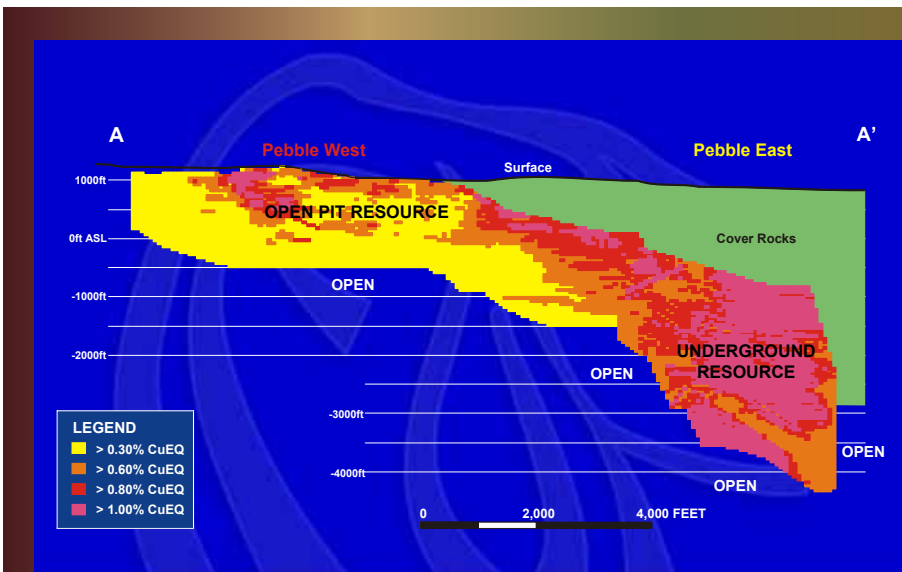 A
A'
Pebble West
Pebble East
Surface
1000ft
OPEN PIT RESOURCE
0ft ASL
Cover Rocks
OPEN
-1000ft
-2000ft
UNDERGROUND
RESOURCE
OPEN
-3000ft
LEGEND
> 0.30% CuEQ
> 0.60% CuEQ
> 0.80% CuEQ
> 1.00% CuEQ
OPEN
-4000ft
OPEN
0
2,000
4,000 FEET